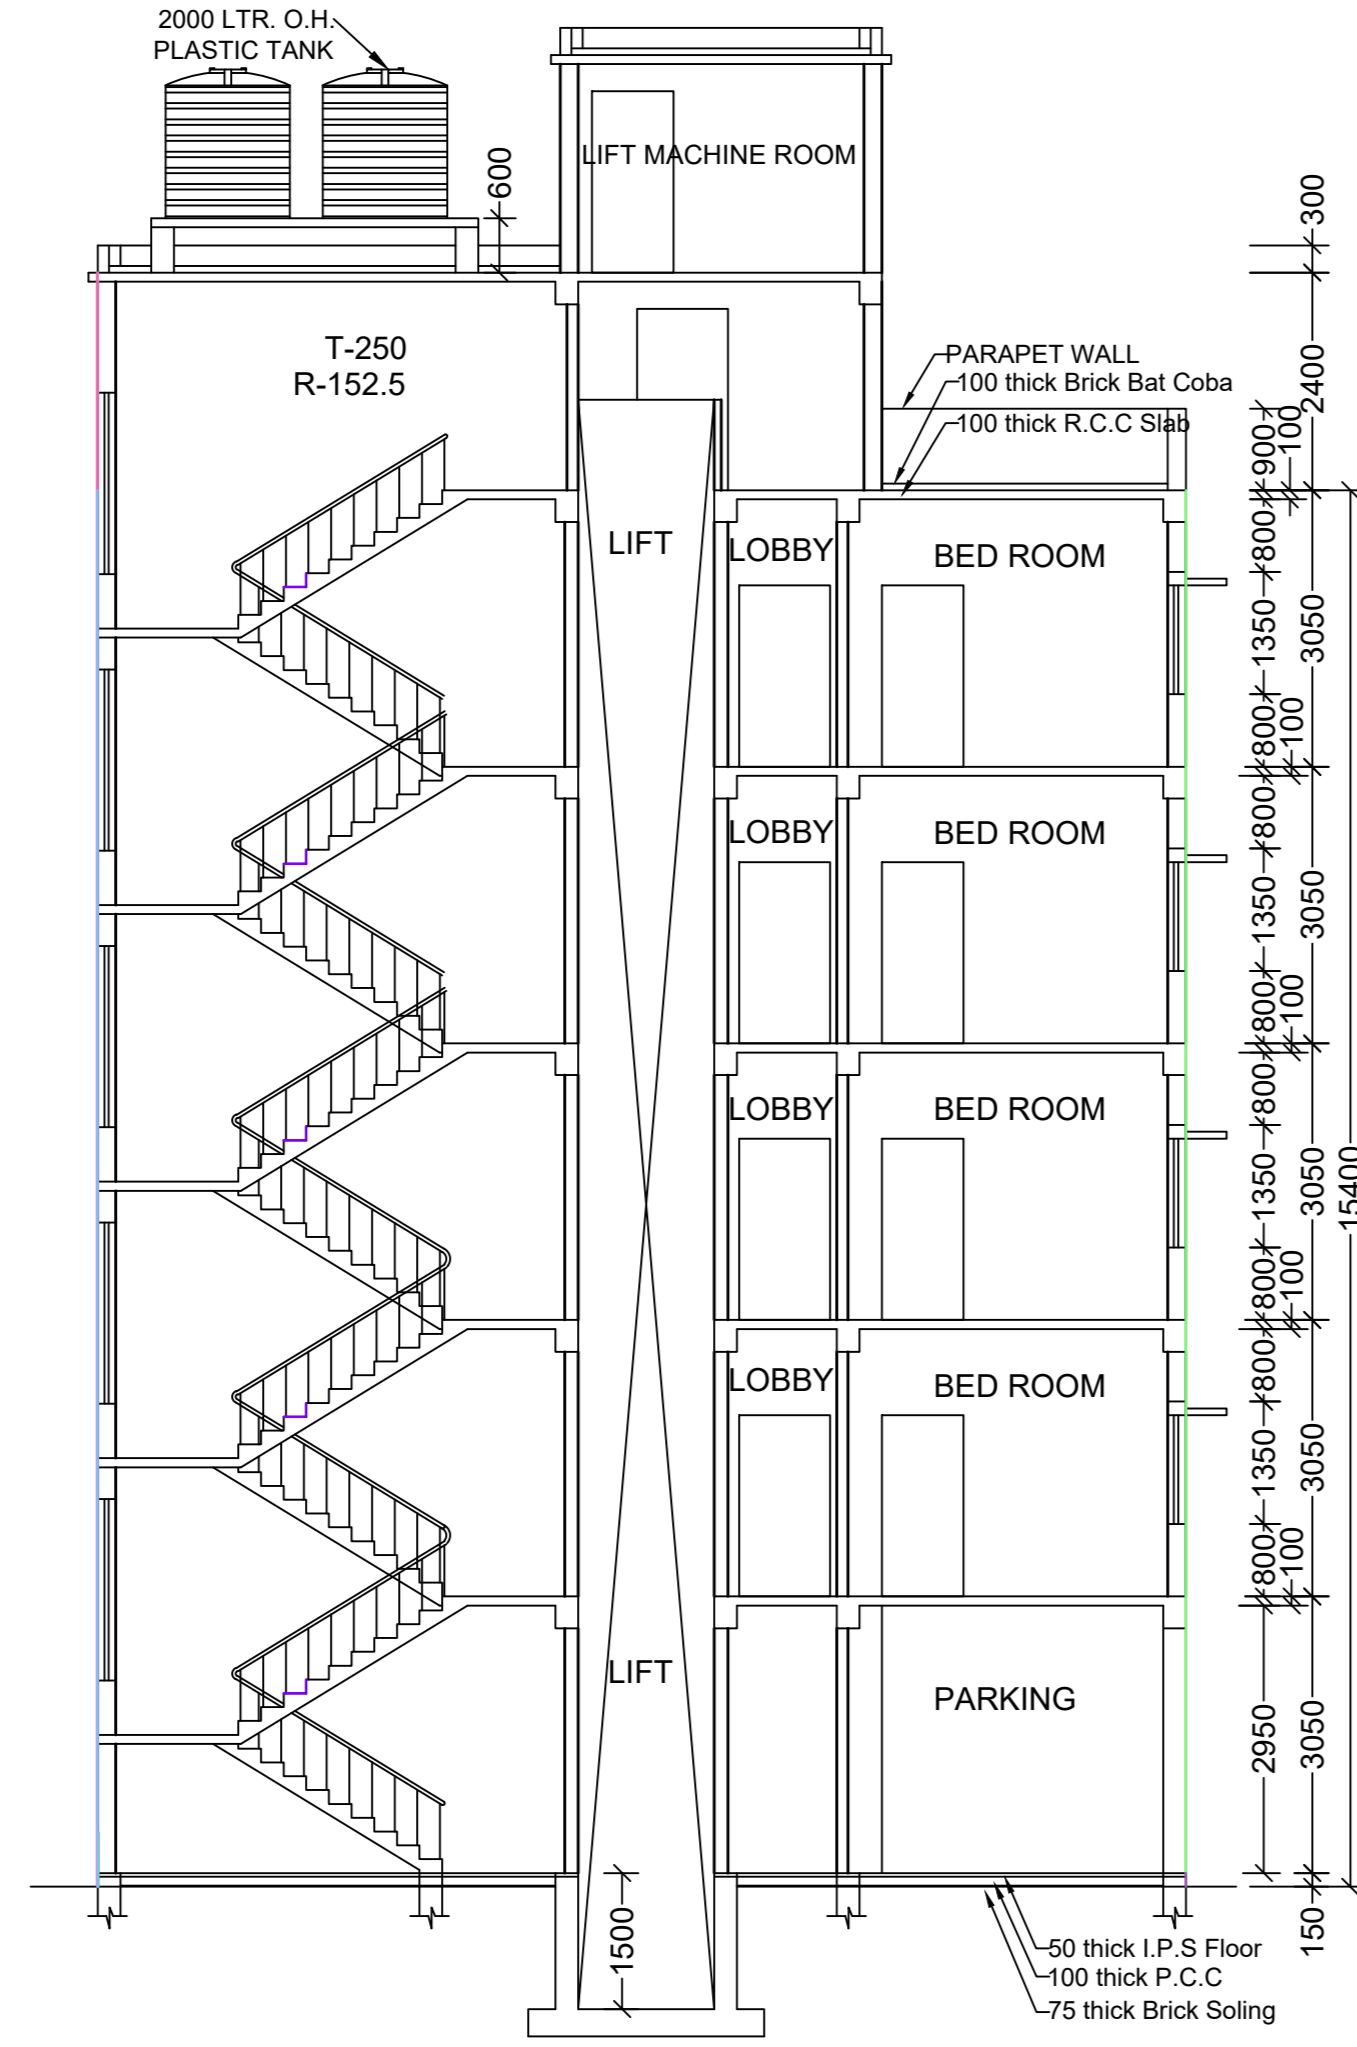 2000 LTR. O.H.
PLASTIC TANK
LIFT MACHINE ROOM
600
300
T-250
R-152.5
PARAPET WALL
100 thick Brick Bat Coba
100 thick R.C.C Slab
2400
900
100
LIFT
LOBBY
BED ROOM
800
1350
3050
800
100
LOBBY
BED ROOM
800
1350
3050
800
100
LOBBY
BED ROOM
800
1350
3050
15400
800
100
LOBBY
BED ROOM
800
1350
3050
800
100
LIFT
PARKING
2950
3050
1500
150
50 thick I.P.S Floor
100 thick P.C.C
75 thick Brick Soling